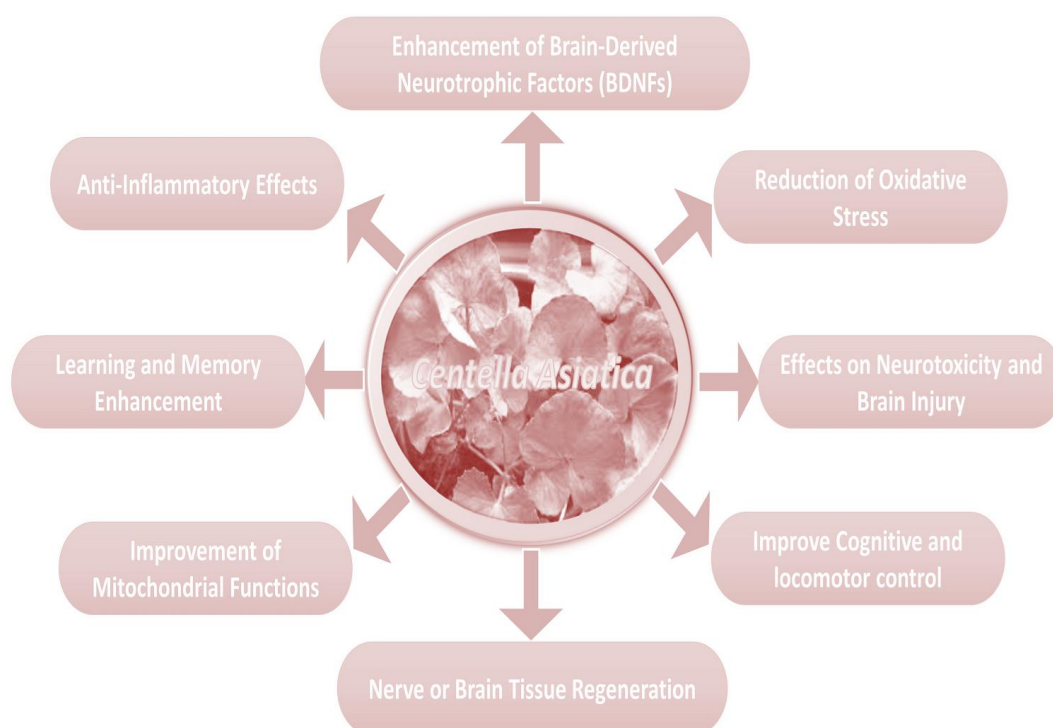 Enhancement of Brain-Derived
Neurotrophic Factors (BDNFs)
Anti-Inflammatory Effects
Reduction of Oxidative
Stress
Centella Asiatica
Learning and Memory
Enhancement
Effects on Neurotoxicity and
Brain Injury
Improvement of
Mitochondrial Functions
Improve Cognitive and
locomotor control
Nerve or Brain Tissue Regeneration